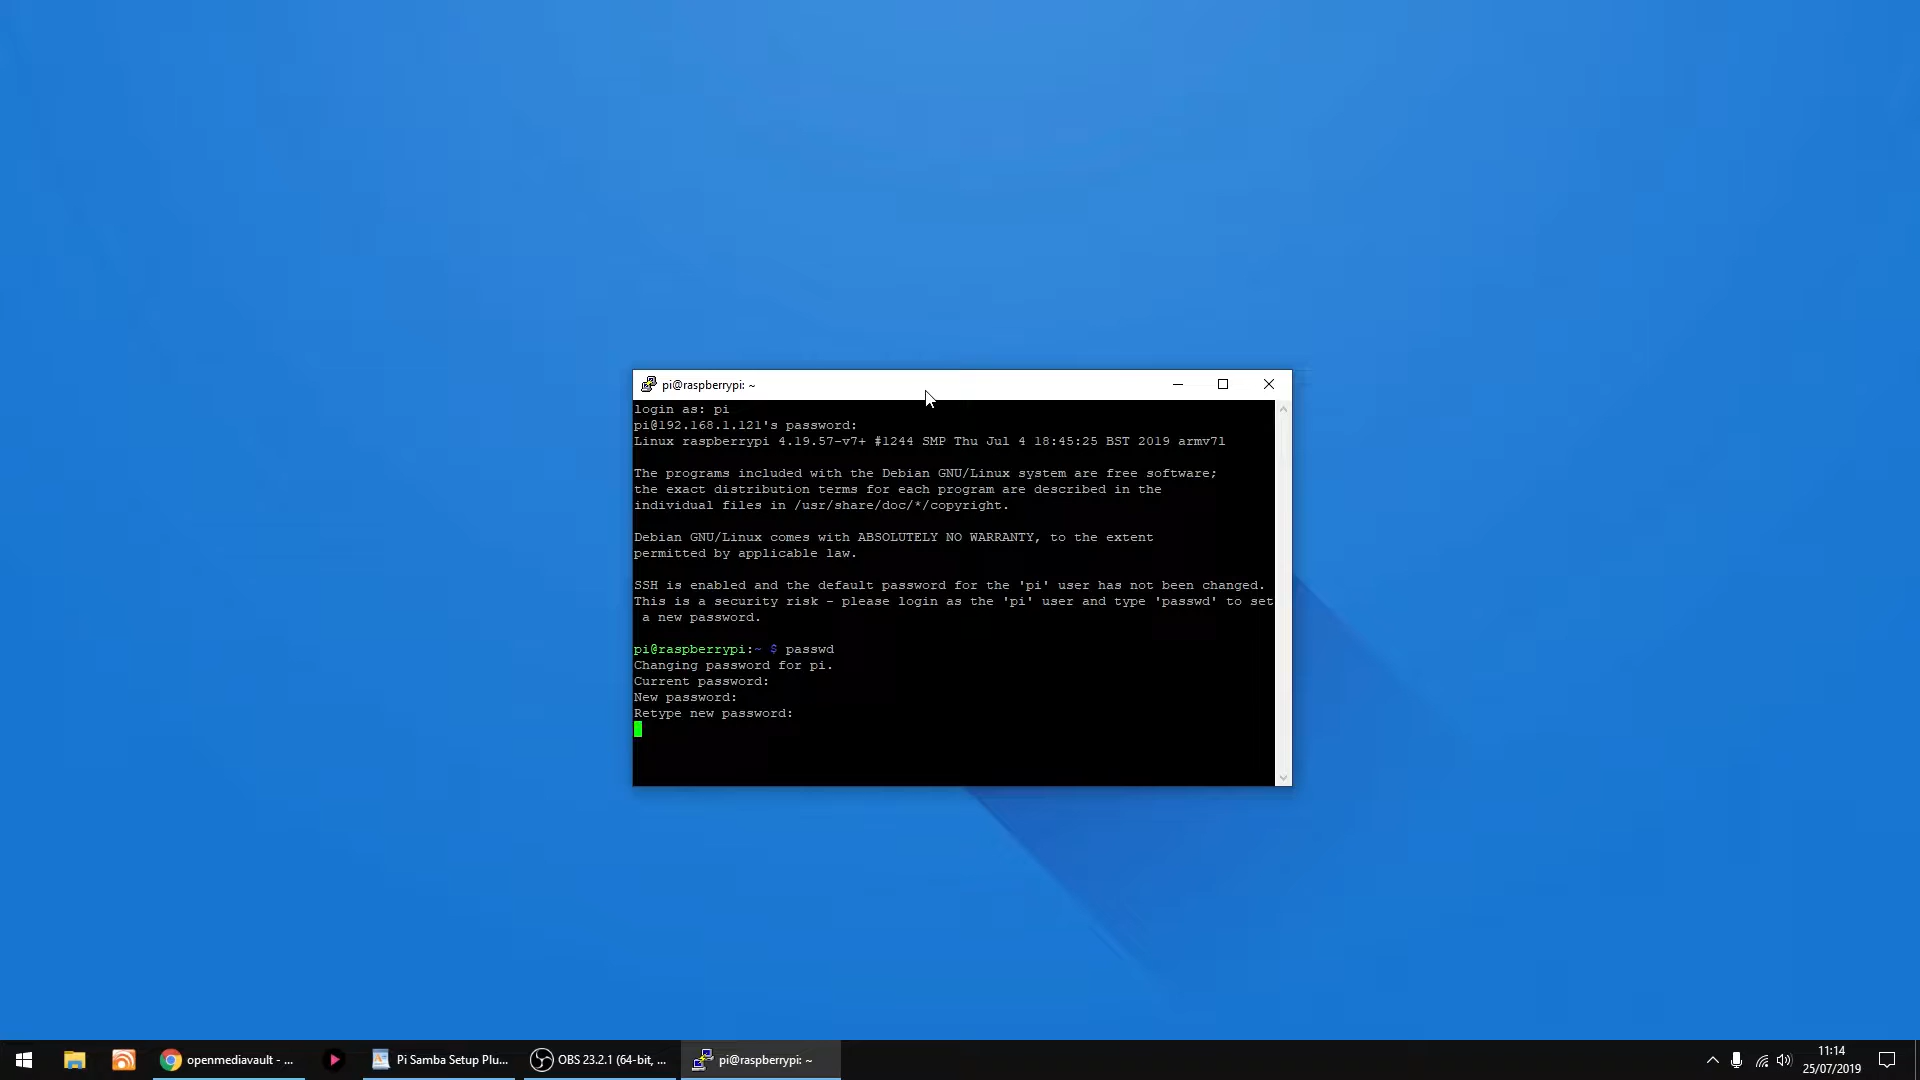 pi@raspberrypi: ~
login as: pi
pi@192.168.1.121's password:
Linux raspberrypi 4.19.57-v7+ #1244 SMP Thu Jul 4 18:45:25 BST 2019 armv7l
The programs included with the Debian GNU/Linux system are free software;
the exact distribution terms for each program are described in the
individual files in /usr/share/doc/*/copyright.
Debian GNU/Linux comes with ABSOLUTELY NO WARRANTY, to the extent
permitted by applicable law.
SSH is enabled and the default password for the 'pi' user has not been changed.
This is a security risk - please login as the 'pi' user and type 'passwd' to set
a new password.
pi@raspberrypi:~ $ passwd
Changing password for pi.
Current password:
New password:
Retype new password:
openmediavault - ...
Pi Samba Setup Plu...
OBS 23.2.1 (64-bit, ...
pi@raspberrypi: ~
11:14
25/07/2019